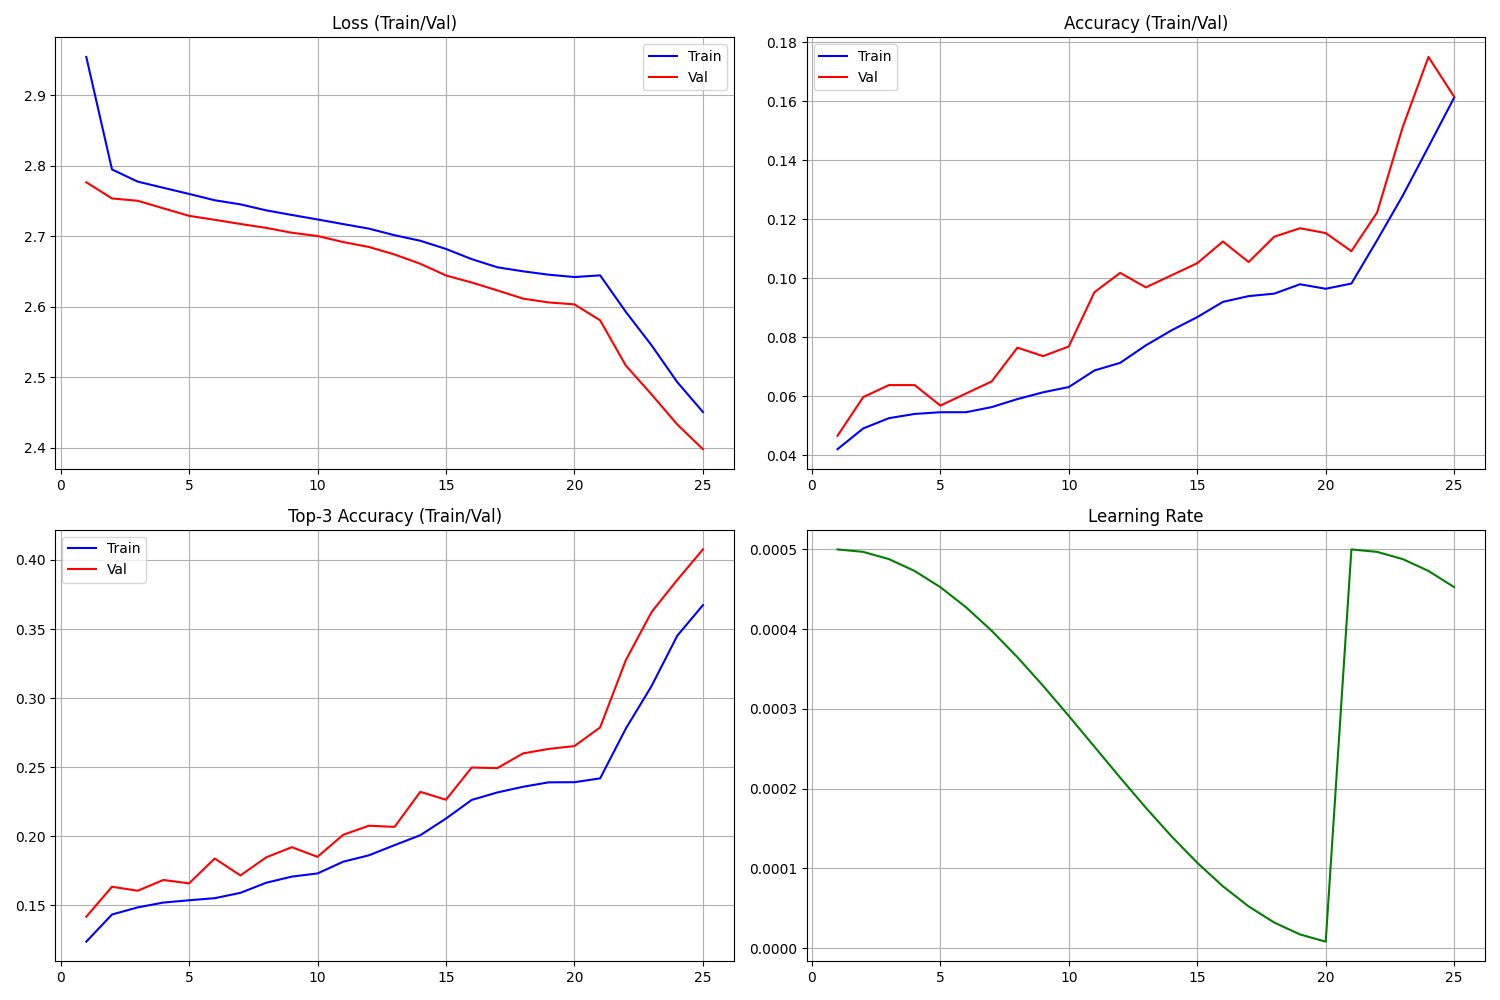 Loss (Train/Val)
Train
Val
2.9
2.8
2.7
2.6
2.5
2.4
0 5 10 15 20 25
Accuracy (Train/Val)
Train
Val
0.18
0.16
0.14
0.12
0.10
0.08
0.06
0.04
0 5 10 15 20 25
Top-3 Accuracy (Train/Val)
Train
Val
0.40
0.35
0.30
0.25
0.20
0.15
0 5 10 15 20 25
Learning Rate
0.0005
0.0004
0.0003
0.0002
0.0001
0.0000
0 5 10 15 20 25